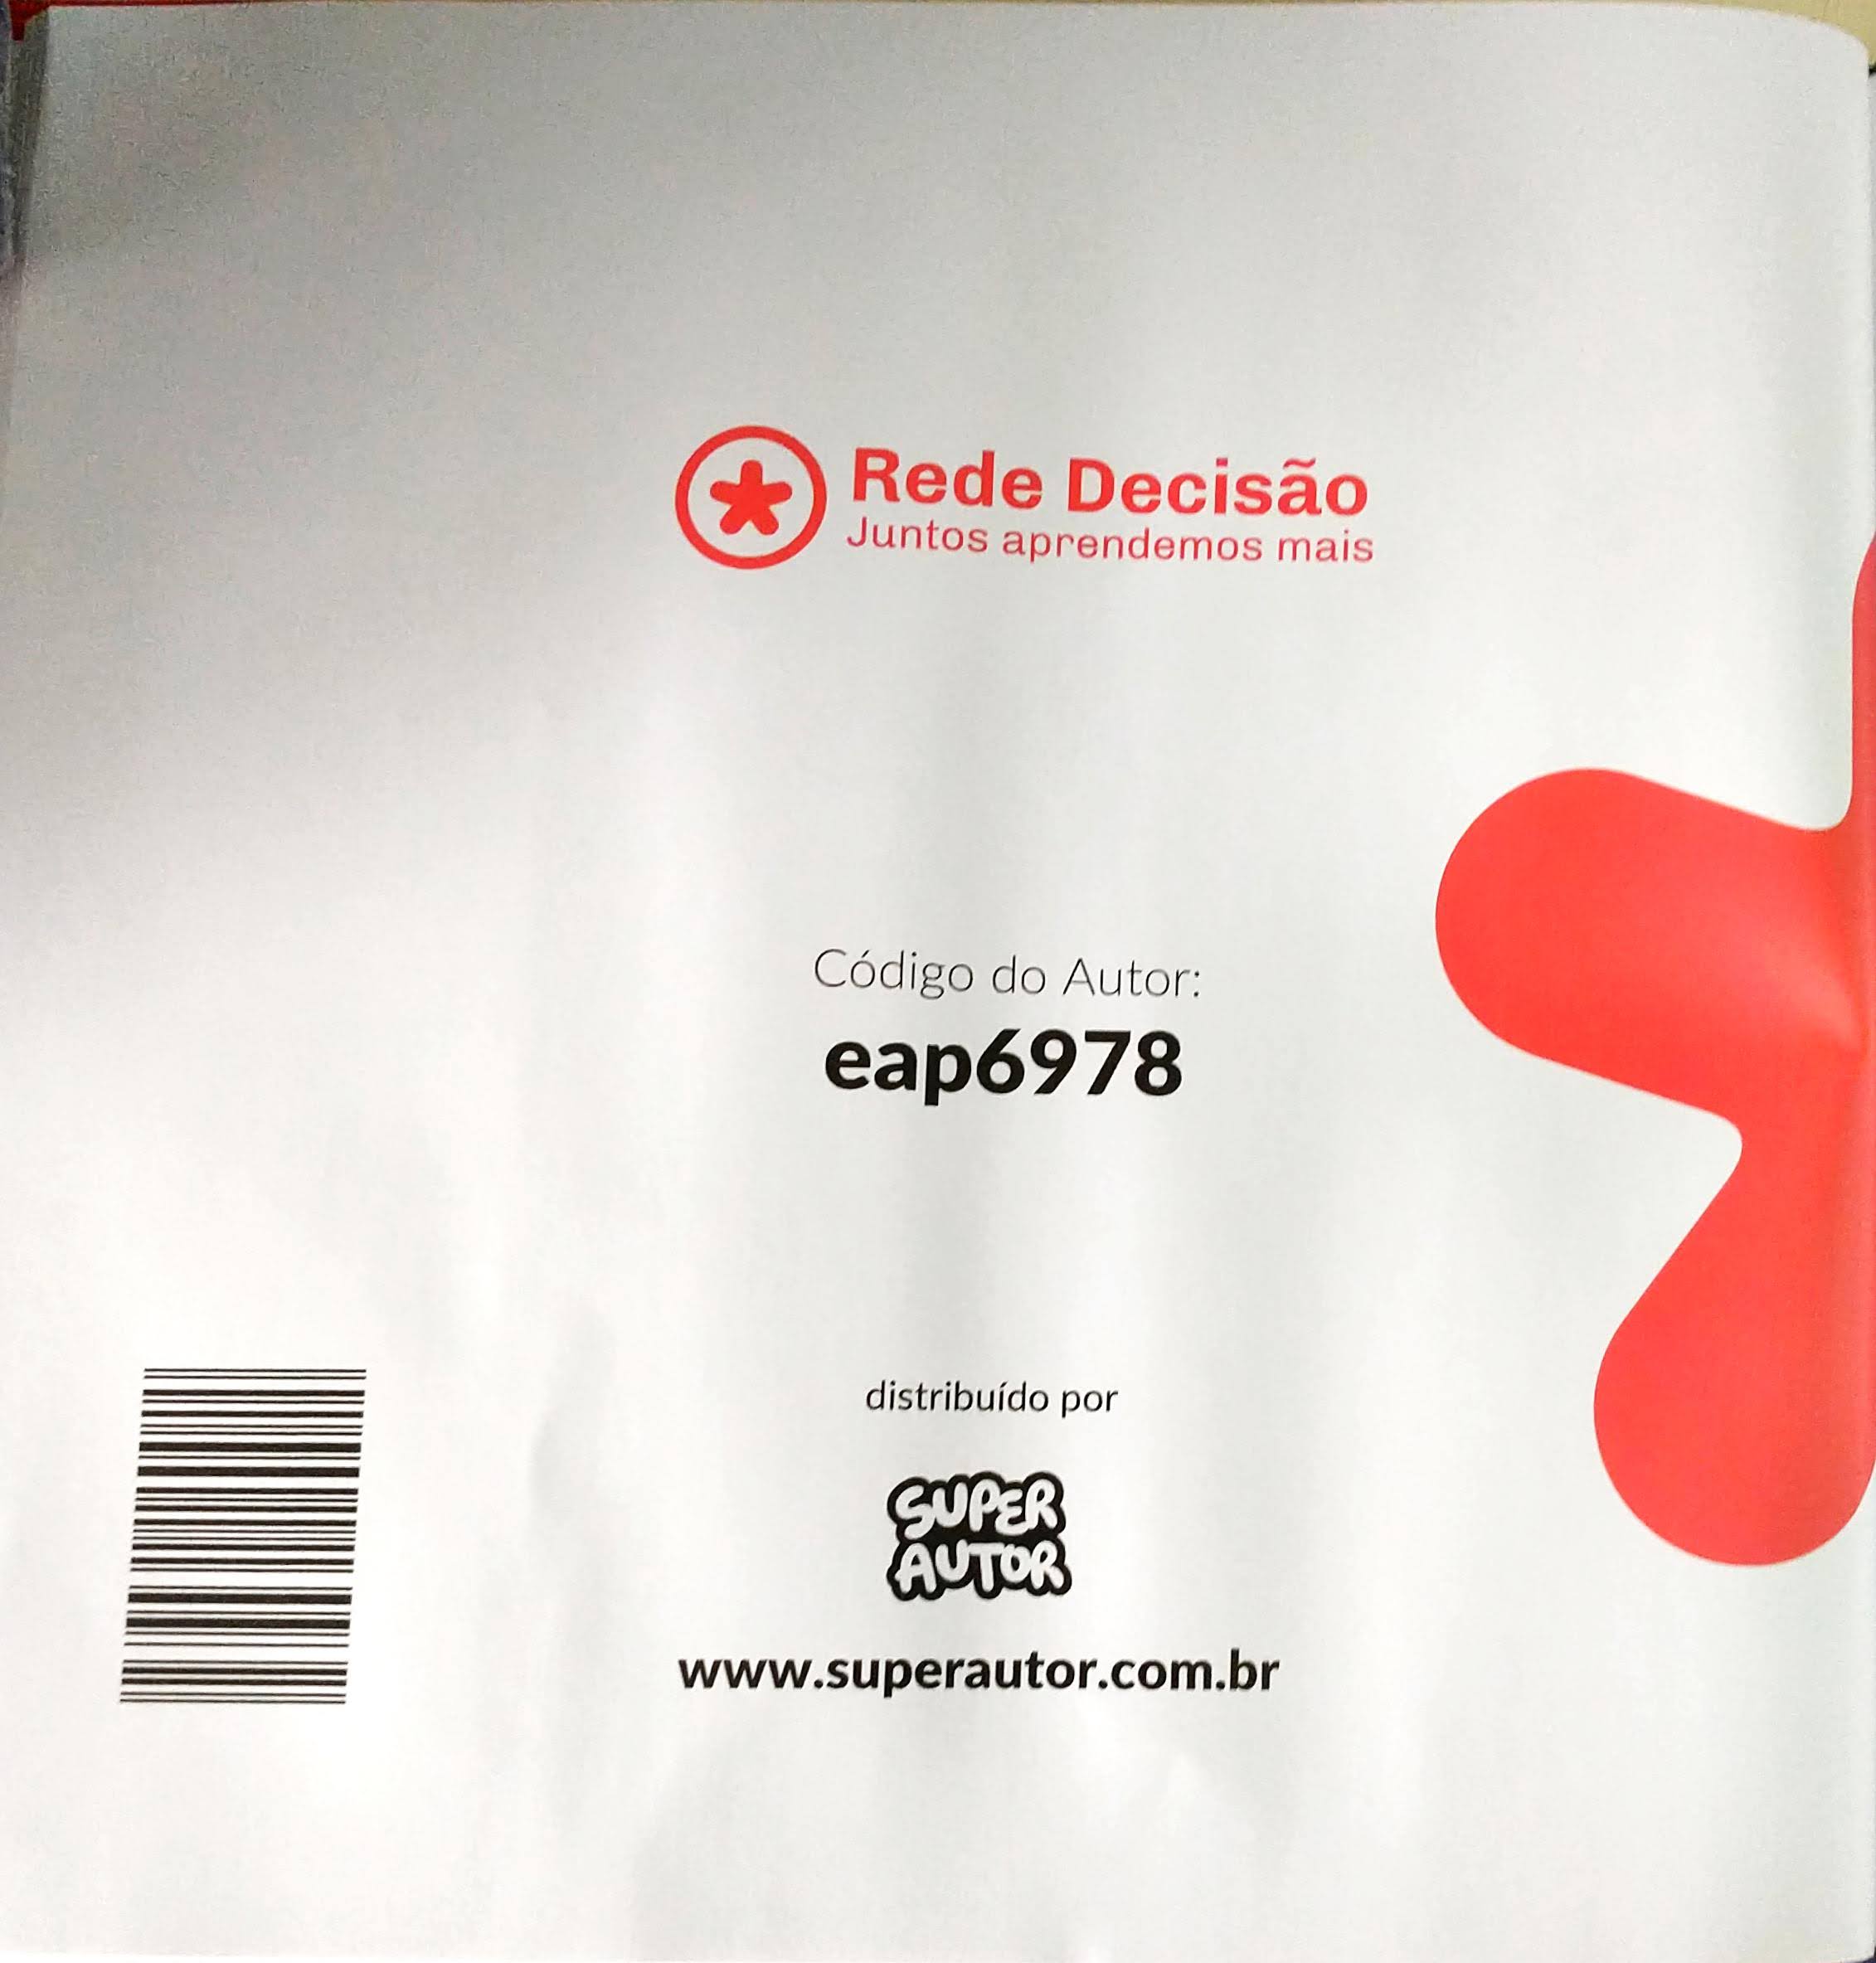 Rede Decisão
Juntos aprendemos mais
Código do Autor:
eap6978
distribuído por
SUPER
AUTOR
www.superautor.com.br